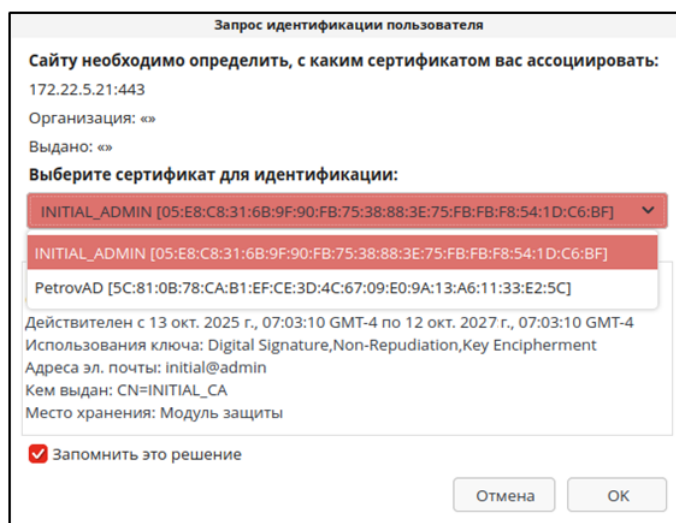 Запрос идентификации пользователя
Сайту необходимо определить, с каким сертификатом вас ассоциировать:
172.22.5.21:443
Организация: «»
Выдано: «»
Выберите сертификат для идентификации:
INITIAL_ADMIN [05:E8:C8:31:6B:9F:90:FB:75:38:88:3E:75:FB:FB:F8:54:1D:C6:BF]
INITIAL_ADMIN [05:E8:C8:31:6B:9F:90:FB:75:38:88:3E:75:FB:FB:F8:54:1D:C6:BF]
PetrovAD [5C:81:0B:78:CA:B1:EF:CE:3D:4C:67:09:E0:9A:13:A6:11:33:E2:5C]
Действителен с 13 окт. 2025 г., 07:03:10 GMT-4 по 12 окт. 2027 г., 07:03:10 GMT-4
Использования ключа: Digital Signature,Non-Repudiation,Key Encipherment
Адреса эл. почты: initial@admin
Кем выдан: CN=INITIAL_CA
Место хранения: Модуль защиты
Запомнить это решение
Отмена OK